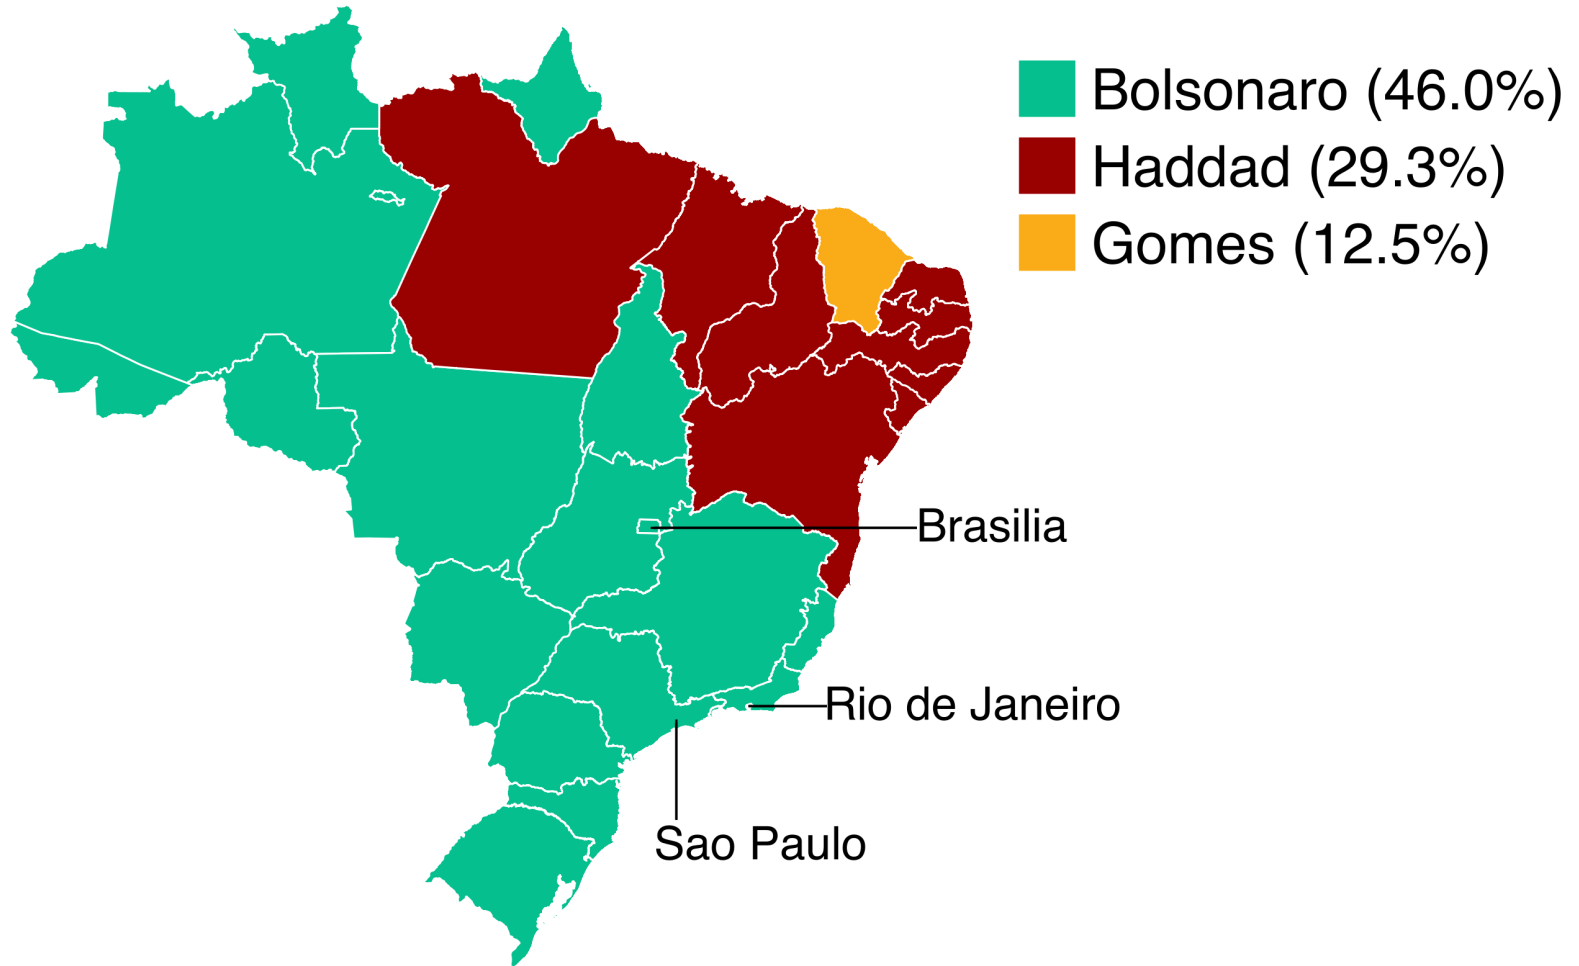 Bolsonaro (46.0%)
Haddad (29.3%)
Gomes (12.5%)
Brasilia
Rio de Janeiro
Sao Paulo